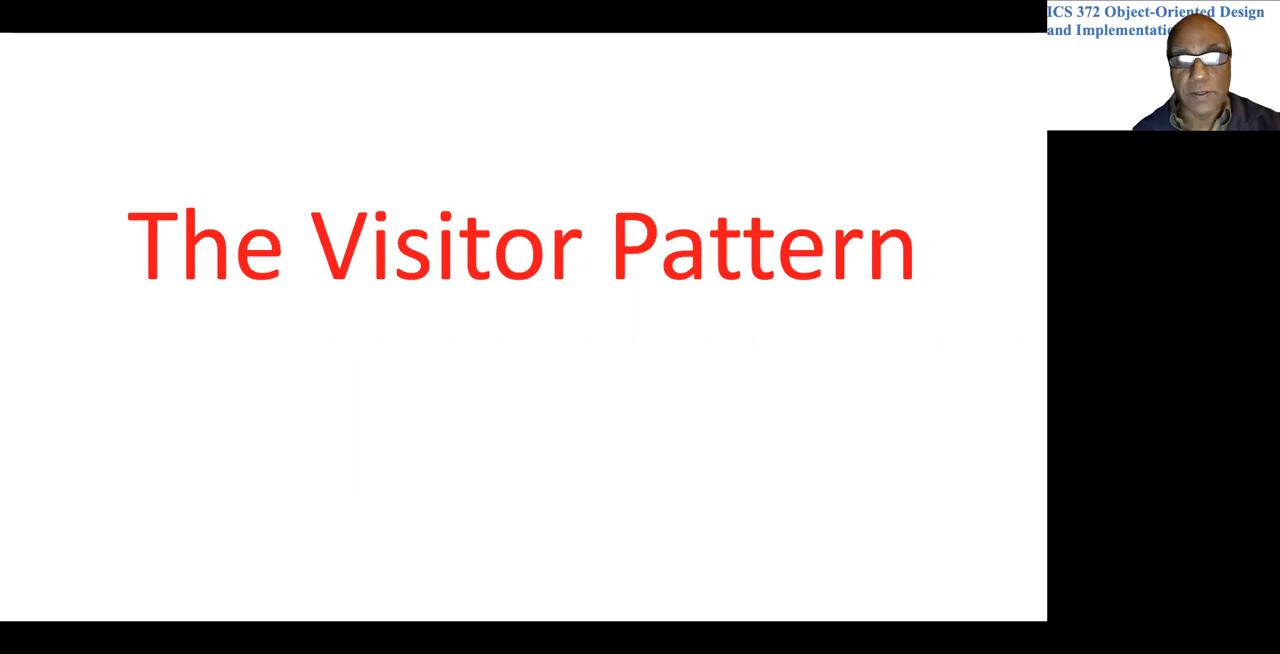 ICS 372 Object-Oriented Design
and Implementatio
The Visitor Pattern